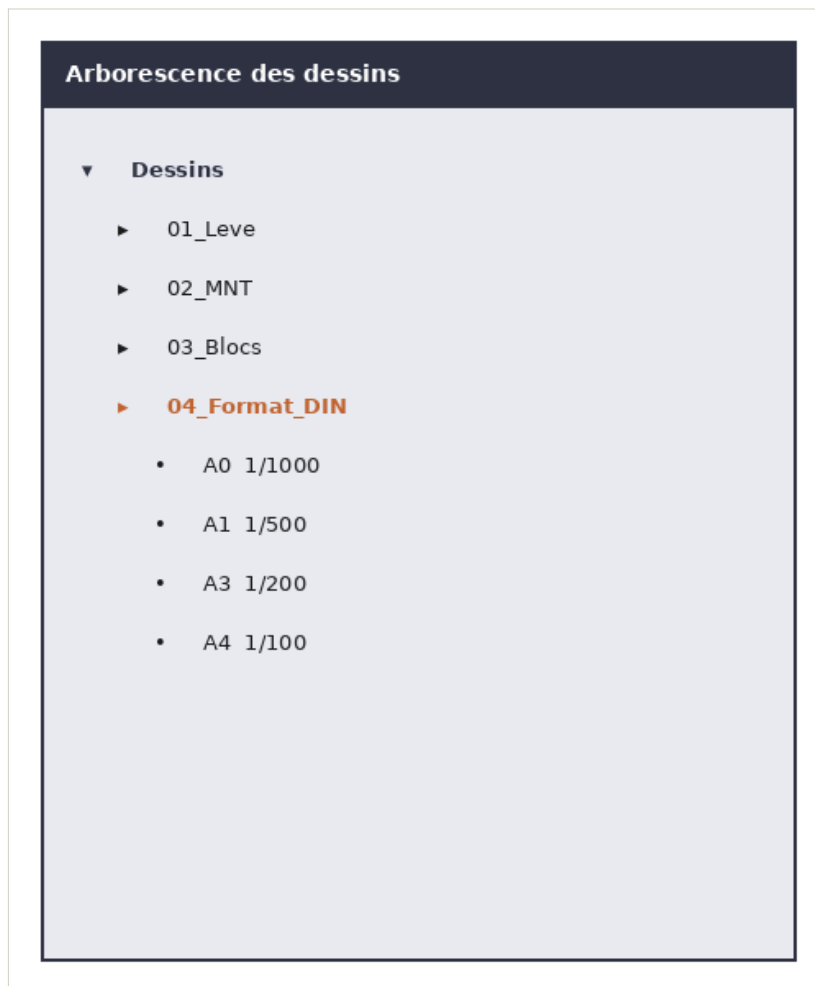 Arborescence des dessins
▾ Dessins
▸ 01_Leve
▸ 02_MNT
▸ 03_Blocs
▸ 04_Format_DIN
• A0 1/1000
• A1 1/500
• A3 1/200
• A4 1/100